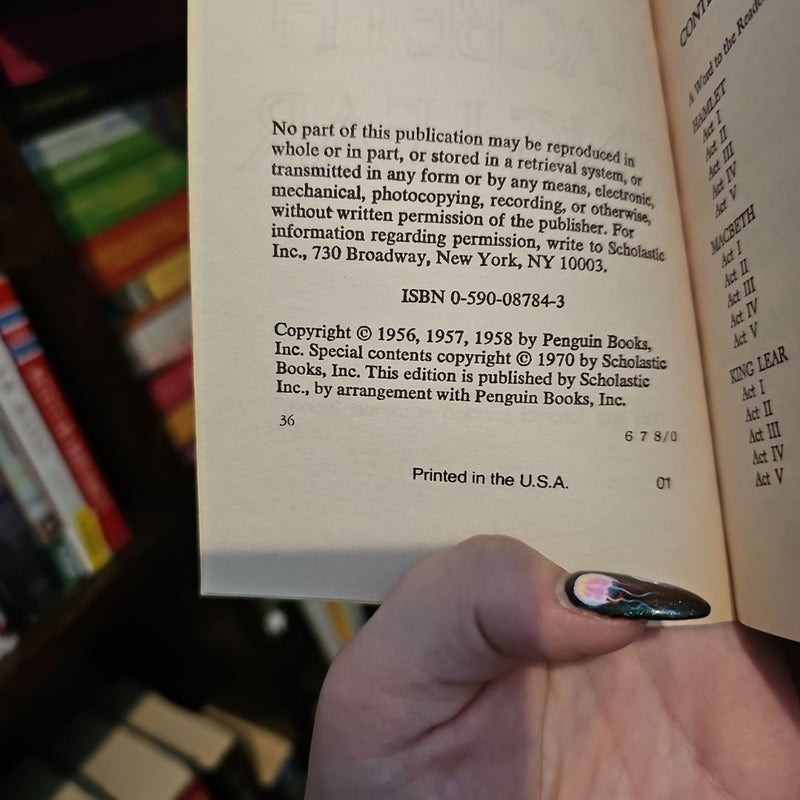 No part of this publication may be reproduced in
whole or in part, or stored in a retrieval system, or
transmitted in any form or by any means, electronic,
mechanical, photocopying, recording, or otherwise,
without written permission of the publisher. For
information regarding permission, write to Scholastic
Inc., 730 Broadway, New York, NY 10003.
ISBN 0-590-08784-3
Copyright © 1956, 1957, 1958 by Penguin Books,
Inc. Special contents copyright © 1970 by Scholastic
Books, Inc. This edition is published by Scholastic
Inc., by arrangement with Penguin Books, Inc.
36
6 7 8/0
Printed in the U.S.A.
01
A Word to the Reader
HAMLET
Act I
Act II
Act III
Act IV
Act V
MACBETH
Act I
Act II
Act III
Act IV
Act V
KING LEAR
Act I
Act II
Act III
Act IV
Act V